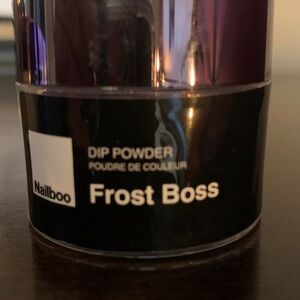 DIP POWDER
POUDRE DE COULEUR
Nailboo
Frost Boss